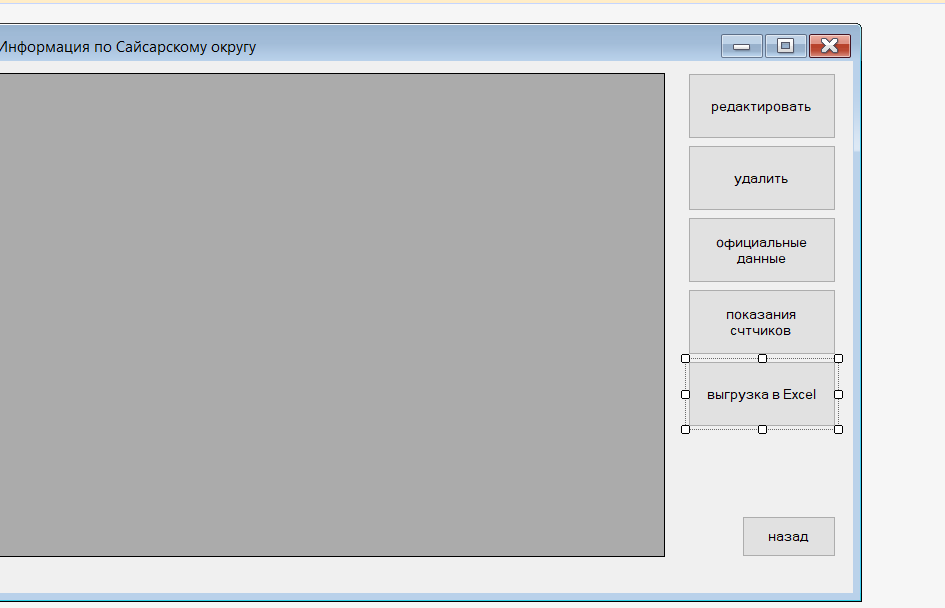 Информация по Сайсарскому округу
редактировать
удалить
официальные
данные
показания
счтчиков
выгрузка в Excel
назад